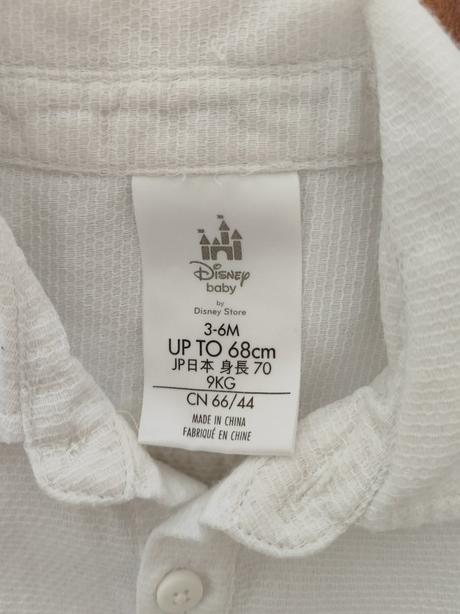 Disney
baby
by
Disney Store
3-6M
UP TO 68cm
JP日本 身長 70
9KG
CN 66/44
MADE IN CHINA
FABRIQUÉ EN CHINE